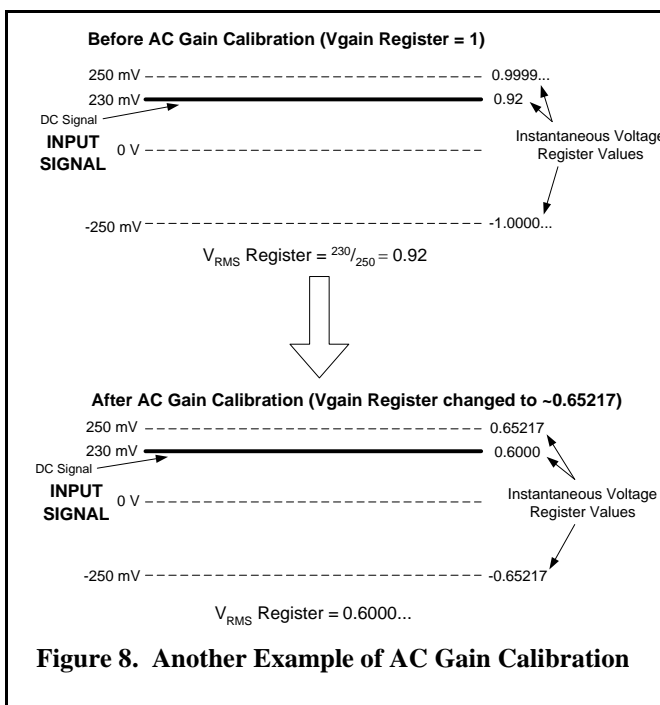 Before AC Gain Calibration (Vgain Register = 1)
250 mV 0.9999...
230 mV 0.92
DC Signal
INPUT SIGNAL
0 V
Instantaneous Voltage
Register Values
-250 mV -1.0000...
VRMS Register = 230/250 = 0.92
After AC Gain Calibration (Vgain Register changed to ~0.65217)
250 mV 0.65217
230 mV 0.6000
DC Signal
INPUT SIGNAL
0 V
Instantaneous Voltage
Register Values
-250 mV -0.65217
VRMS Register = 0.6000...
Figure 8. Another Example of AC Gain Calibration